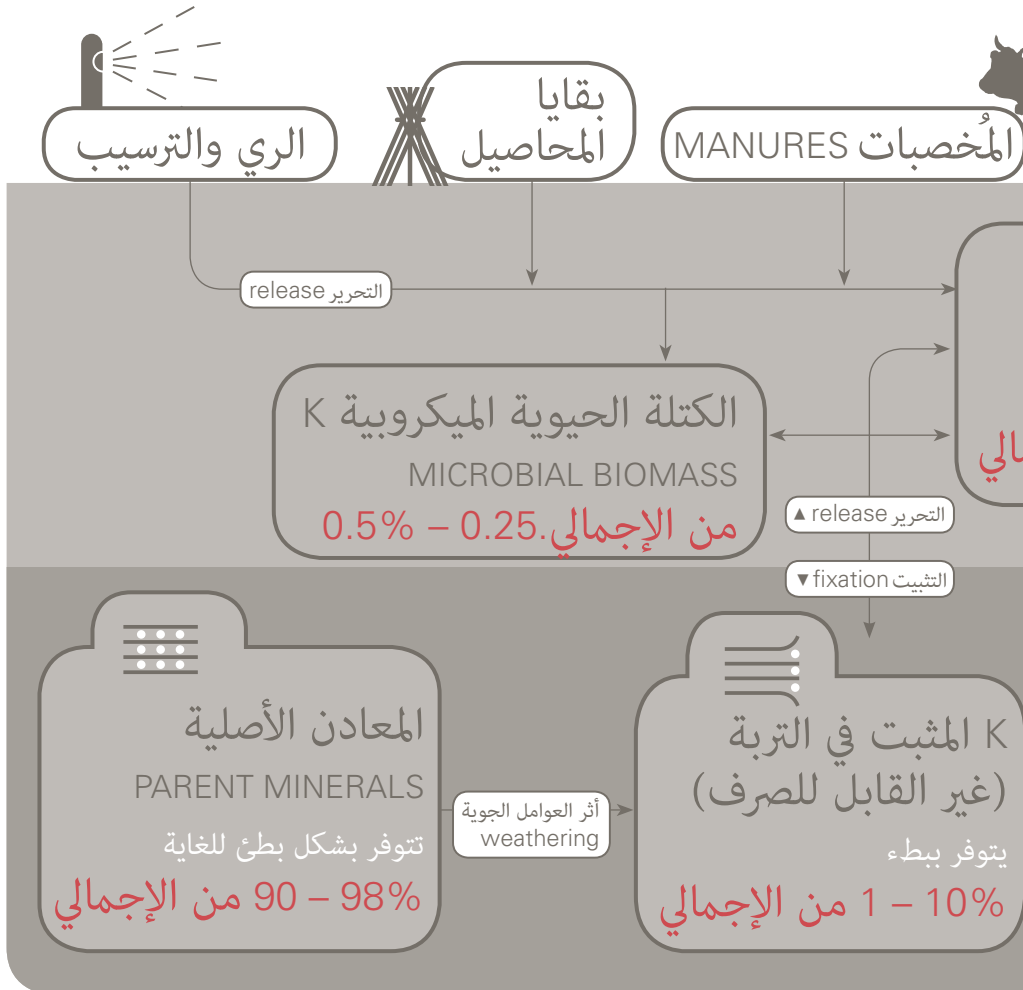 المُخصبات MANURES
بقايا
المحاصيل
الري والترسيب
التحرير release
الكتلة الحيوية الميكروبية K
MICROBIAL BIOMASS
من الإجمالي.0.25 – 0.5%
التحرير release ▲
التثبيت fixation ▼
K المثبت في التربة
(غير القابل للصرف)
يتوفر ببطء
1 – 10% من الإجمالي
أثر العوامل الجوية
weathering
المعادن الأصلية
PARENT MINERALS
تتوفر بشكل بطئ للغاية
90 – 98% من الإجمالي